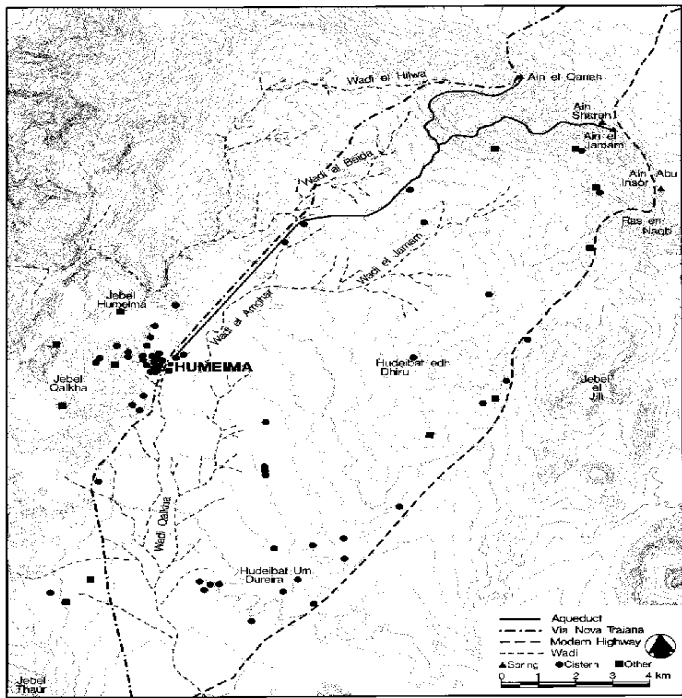 Wadi el Hilwa
Ain el Qanah
Ain
Sharah
Ain el
Jamam
Wadi el Beida
Ain Abu
Insor
Ras en
Naqb
Wadi el Jamam
Wadi el Amghar
Jebel
Humeima
HUMEIMA
Jebel
Qalkha
Hudeibat edh
Dhiru
Jebel
el
Jill
Wadi Qalkha
Hudeibat Um
Dureira
Aqueduct
Via Nova Traiana
Modern Highway
Wadi
Spring Cistern Other
0 1 2 3 4 km
Jebel
Thaur